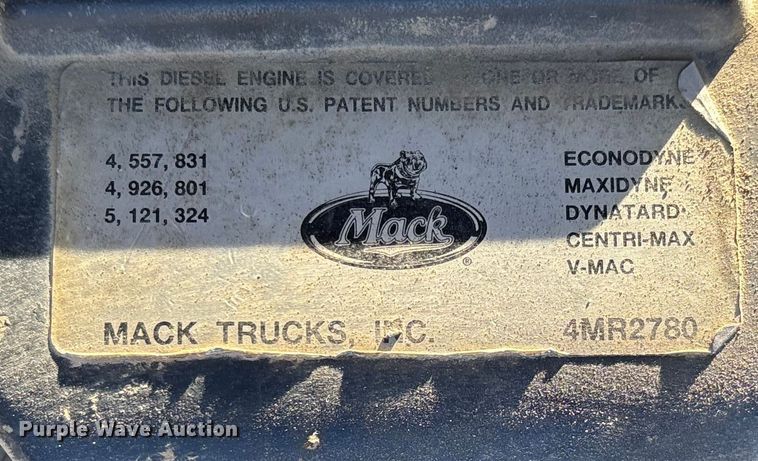 THIS DIESEL ENGINE IS COVERED ONE OR MORE OF
THE FOLLOWING U.S. PATENT NUMBERS AND TRADEMARKS
4, 557, 831
4, 926, 801
5, 121, 324
Mack
®
ECONODYNE
MAXIDYNE
DYNATARD
CENTRI-MAX
V-MAC
MACK TRUCKS, INC.
4MR2780
Purple Wave Auction